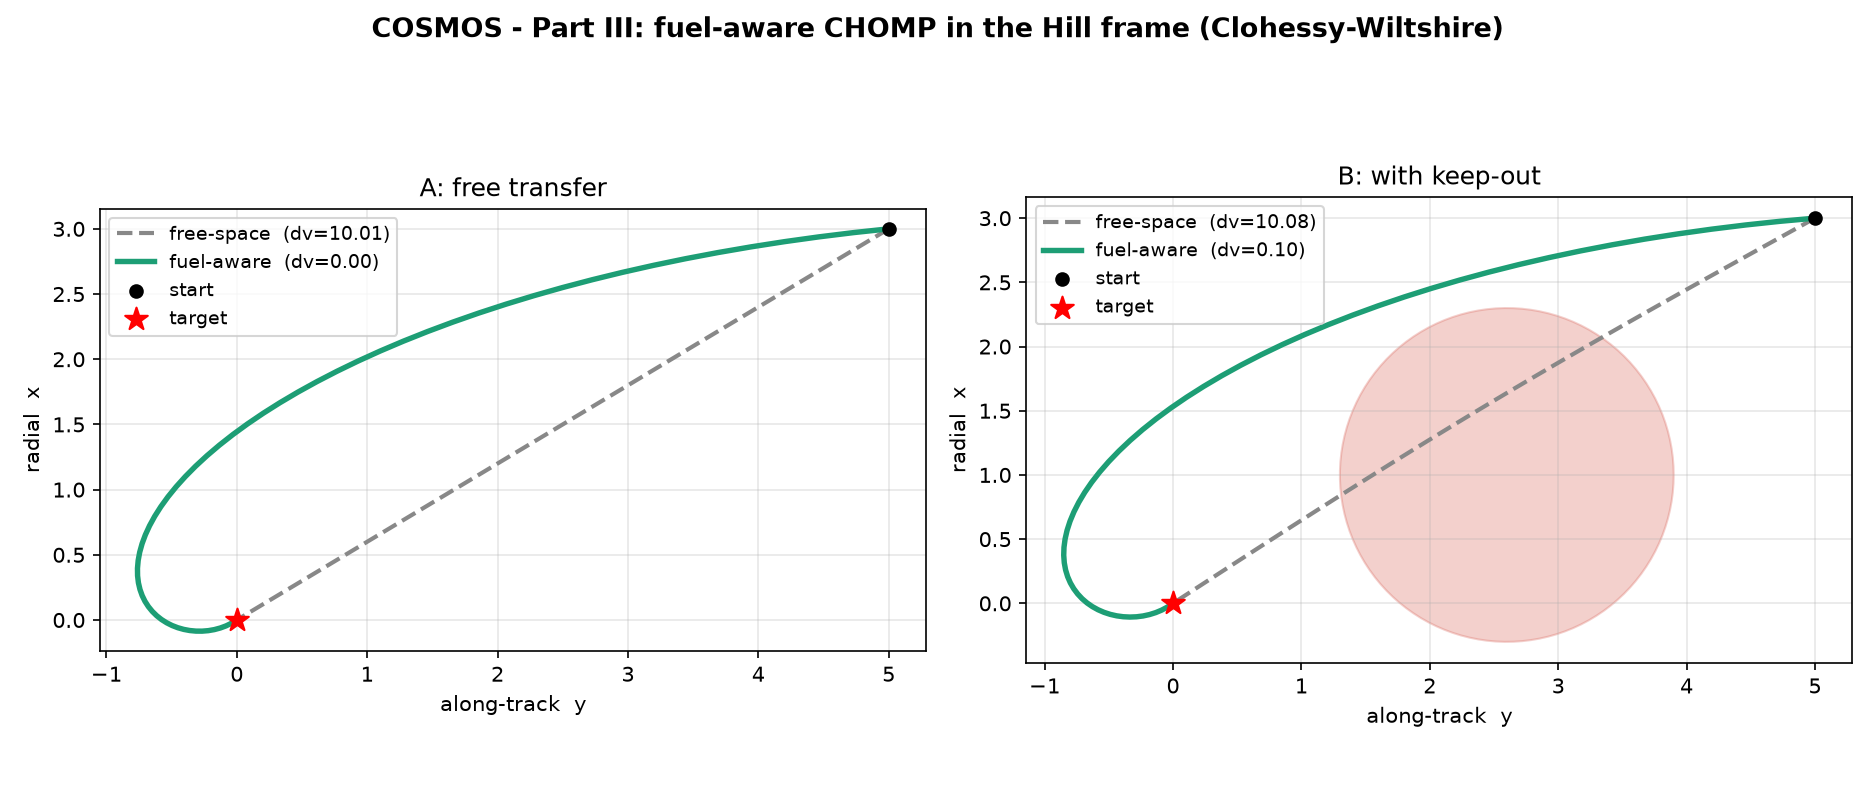 COSMOS - Part III: fuel-aware CHOMP in the Hill frame (Clohessy-Wiltshire)
A: free transfer
free-space (dv=10.01)
fuel-aware (dv=0.00)
start
target
3.0
2.5
2.0
1.5
1.0
0.5
0.0
radial x
−1
0
1
2
3
4
5
along-track y
B: with keep-out
free-space (dv=10.08)
fuel-aware (dv=0.10)
start
target
3.0
2.5
2.0
1.5
1.0
0.5
0.0
radial x
−1
0
1
2
3
4
5
along-track y